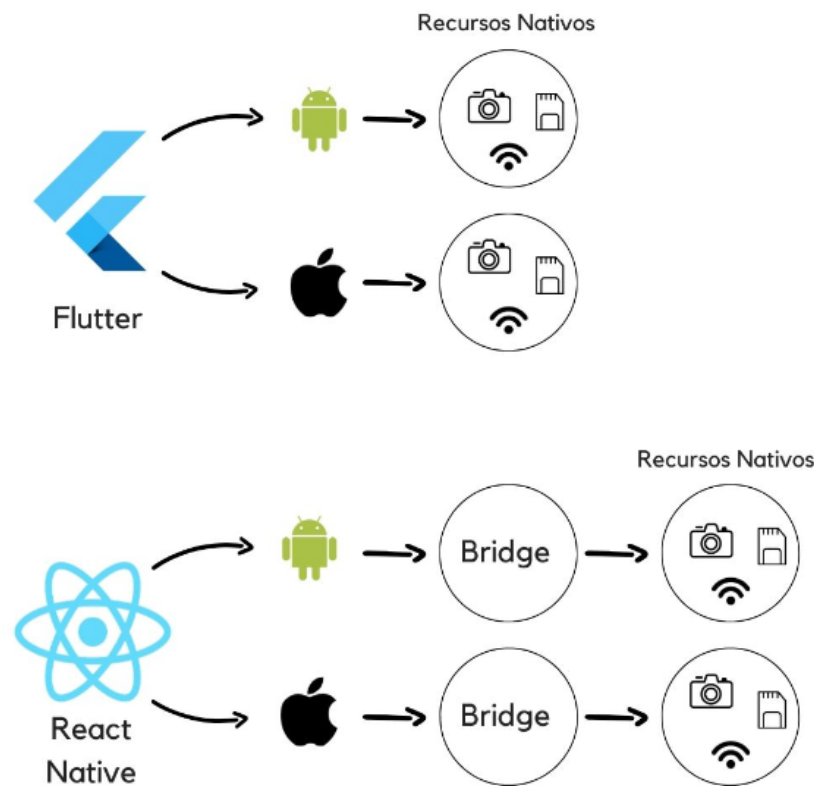 Recursos Nativos
Flutter
Recursos Nativos
Bridge
Bridge
React
Native